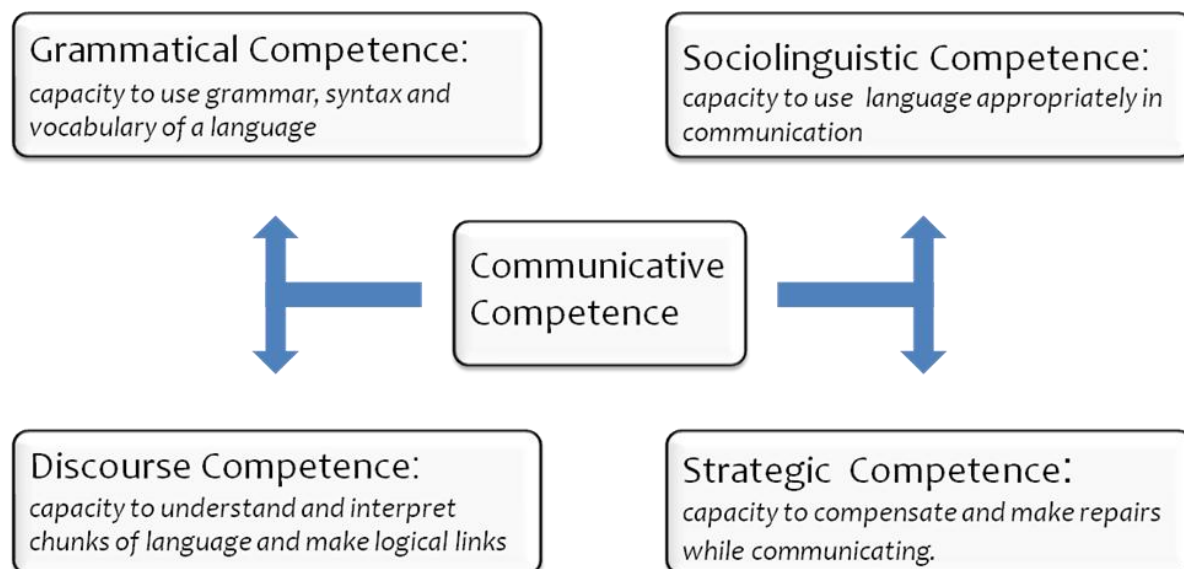 Grammatical Competence:
capacity to use grammar, syntax and
vocabulary of a language
Sociolinguistic Competence:
capacity to use language appropriately in
communication
Communicative
Competence
Discourse Competence:
capacity to understand and interpret
chunks of language and make logical links
Strategic Competence:
capacity to compensate and make repairs
while communicating.